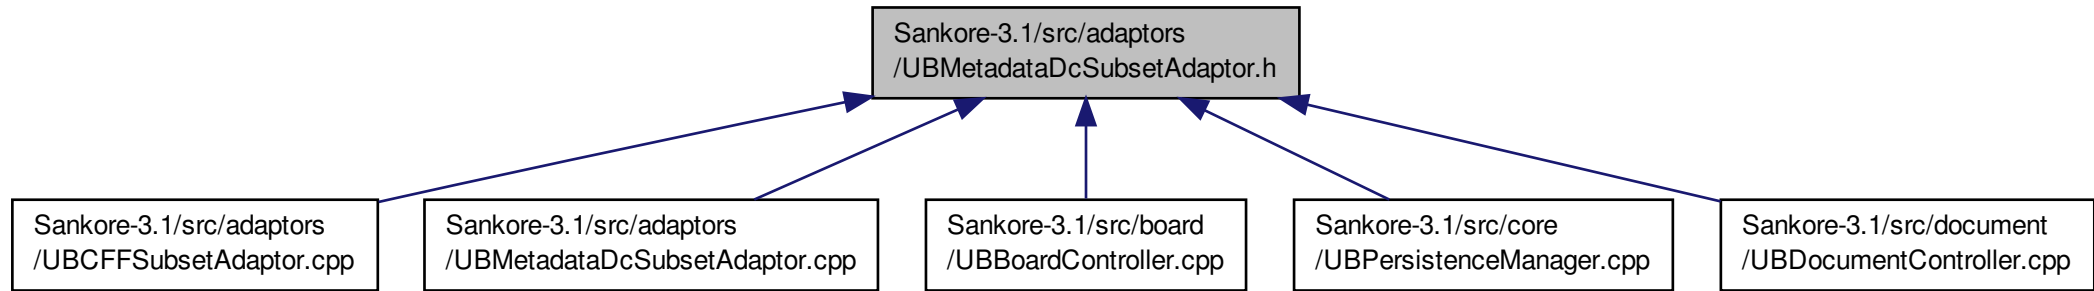 Sankore-3.1/src/adaptors
/UBMetadataDcSubsetAdaptor.h
Sankore-3.1/src/adaptors
/UBCFFSubsetAdaptor.cpp
Sankore-3.1/src/adaptors
/UBMetadataDcSubsetAdaptor.cpp
Sankore-3.1/src/board
/UBBoardController.cpp
Sankore-3.1/src/core
/UBPersistenceManager.cpp
Sankore-3.1/src/document
/UBDocumentController.cpp